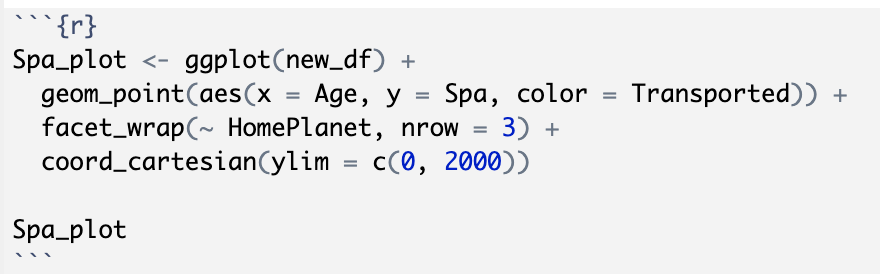 ```{r}
Spa_plot <- ggplot(new_df) +
  geom_point(aes(x = Age, y = Spa, color = Transported)) +
  facet_wrap(~ HomePlanet, nrow = 3) +
  coord_cartesian(ylim = c(0, 2000))

Spa_plot
```